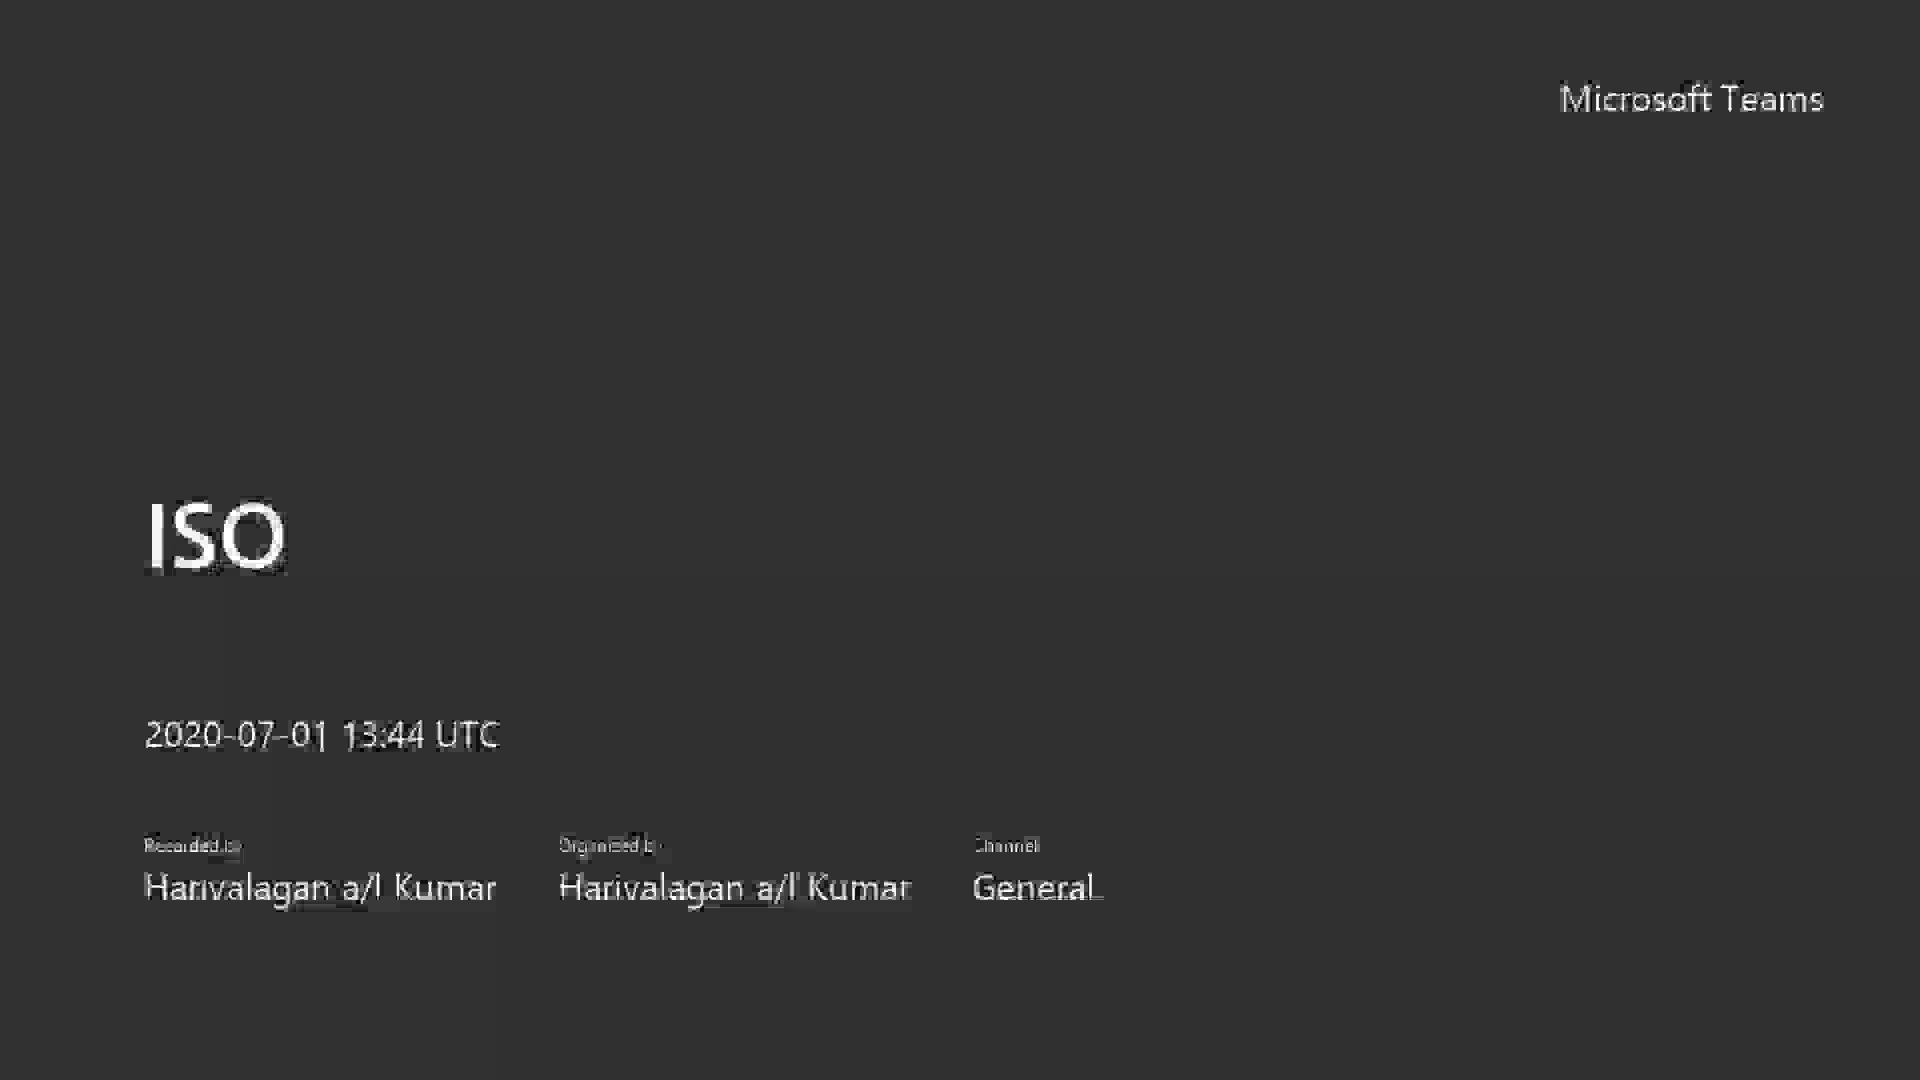 Microsoft Teams
ISO
2020-07-01 13:44 UTC
Recorded by
Organized by
Channel
Harivalagan a/l Kumar
Harivalagan a/l Kumar
General